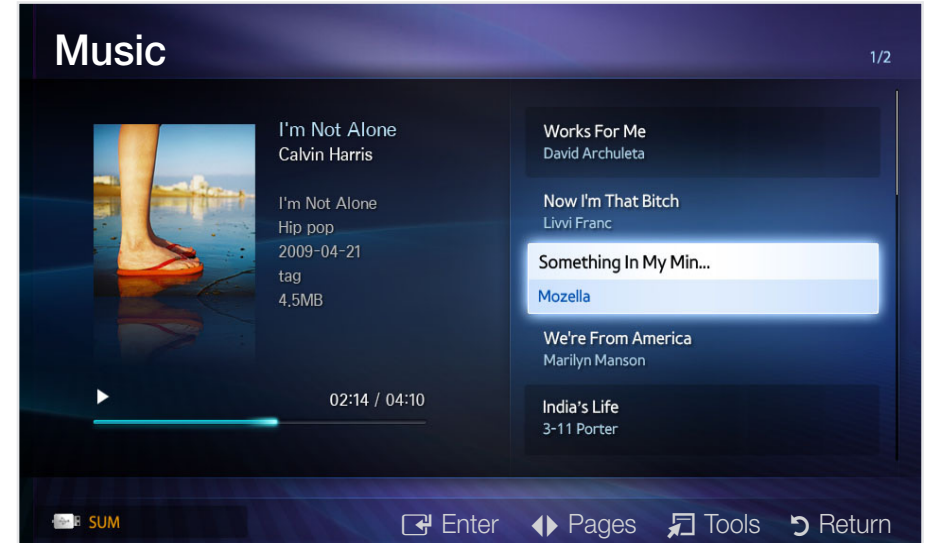 Music
1/2
I'm Not Alone
Calvin Harris
I'm Not Alone
Hip pop
2009-04-21
tag
4.5MB
02:14 / 04:10
Works For Me
David Archuleta
Now I'm That Bitch
Livvi Franc
Something In My Min...
Mozella
We're From America
Marilyn Manson
India's Life
3-11 Porter
SUM
Enter Pages Tools Return